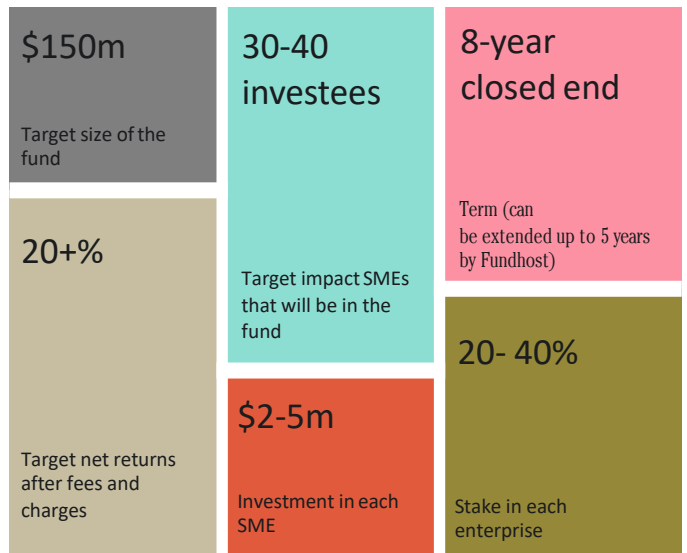 $150m
Target size of the
fund
20+%
Target net returns
after fees and
charges
30-40
investees
Target impact SMEs
that will be in the
fund
$2-5m
Investment in each
SME
8-year
closed end
Term (can
be extended up to 5 years
by Fundhost)
20- 40%
Stake in each
enterprise